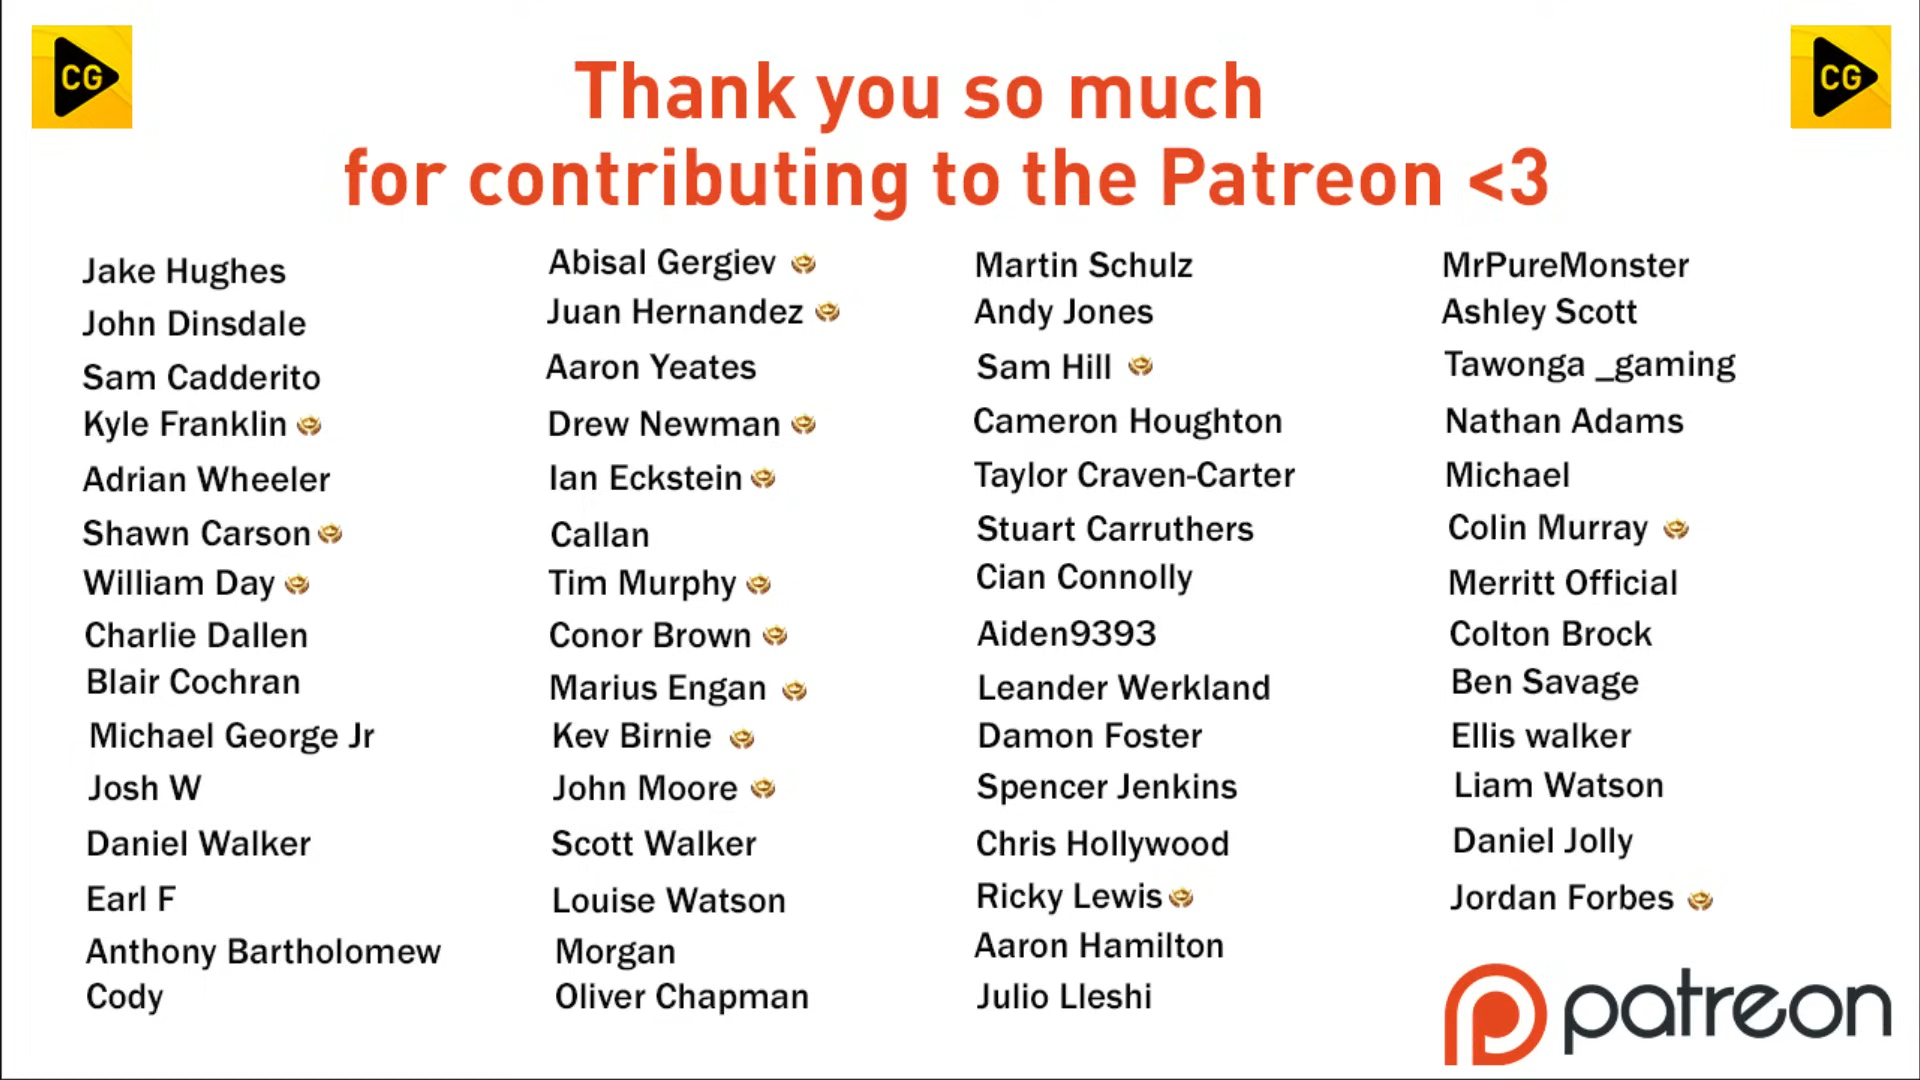 CG
CG
Thank you so much
for contributing to the Patreon <3
Jake Hughes
John Dinsdale
Sam Cadderito
Kyle Franklin
Adrian Wheeler
Shawn Carson
William Day
Charlie Dallen
Blair Cochran
Michael George Jr
Josh W
Daniel Walker
Earl F
Anthony Bartholomew
Cody
Abisal Gergiev
Juan Hernandez
Aaron Yeates
Drew Newman
Ian Eckstein
Callan
Tim Murphy
Conor Brown
Marius Engan
Kev Birnie
John Moore
Scott Walker
Louise Watson
Morgan
Oliver Chapman
Martin Schulz
Andy Jones
Sam Hill
Cameron Houghton
Taylor Craven-Carter
Stuart Carruthers
Cian Connolly
Aiden9393
Leander Werkland
Damon Foster
Spencer Jenkins
Chris Hollywood
Ricky Lewis
Aaron Hamilton
Julio Lleshi
MrPureMonster
Ashley Scott
Tawonga _gaming
Nathan Adams
Michael
Colin Murray
Merritt Official
Colton Brock
Ben Savage
Ellis walker
Liam Watson
Daniel Jolly
Jordan Forbes
patreon